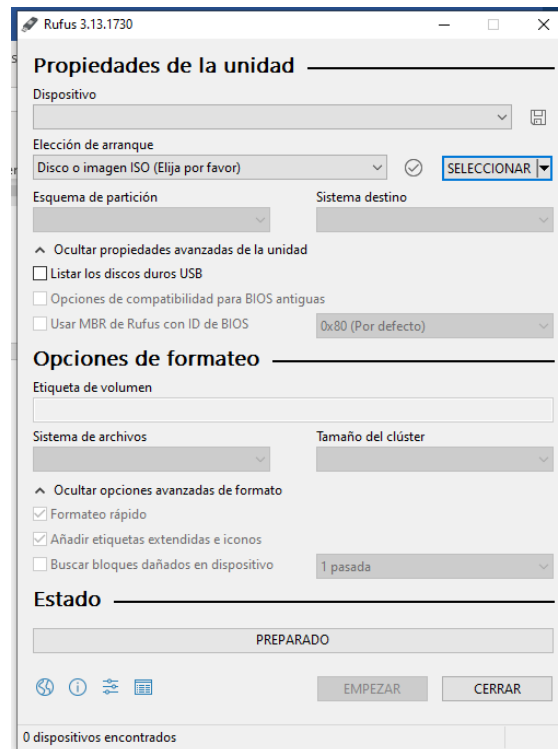 Rufus 3.13.1730
Propiedades de la unidad
Dispositivo
Elección de arranque
Disco o imagen ISO (Elija por favor)
SELECCIONAR
Esquema de partición
Sistema destino
Ocultar propiedades avanzadas de la unidad
Listar los discos duros USB
Opciones de compatibilidad para BIOS antiguas
Usar MBR de Rufus con ID de BIOS
0x80 (Por defecto)
Opciones de formateo
Etiqueta de volumen
Sistema de archivos
Tamaño del clúster
Ocultar opciones avanzadas de formato
Formateo rápido
Añadir etiquetas extendidas e iconos
Buscar bloques dañados en dispositivo
1 pasada
Estado
PREPARADO
EMPEZAR
CERRAR
0 dispositivos encontrados